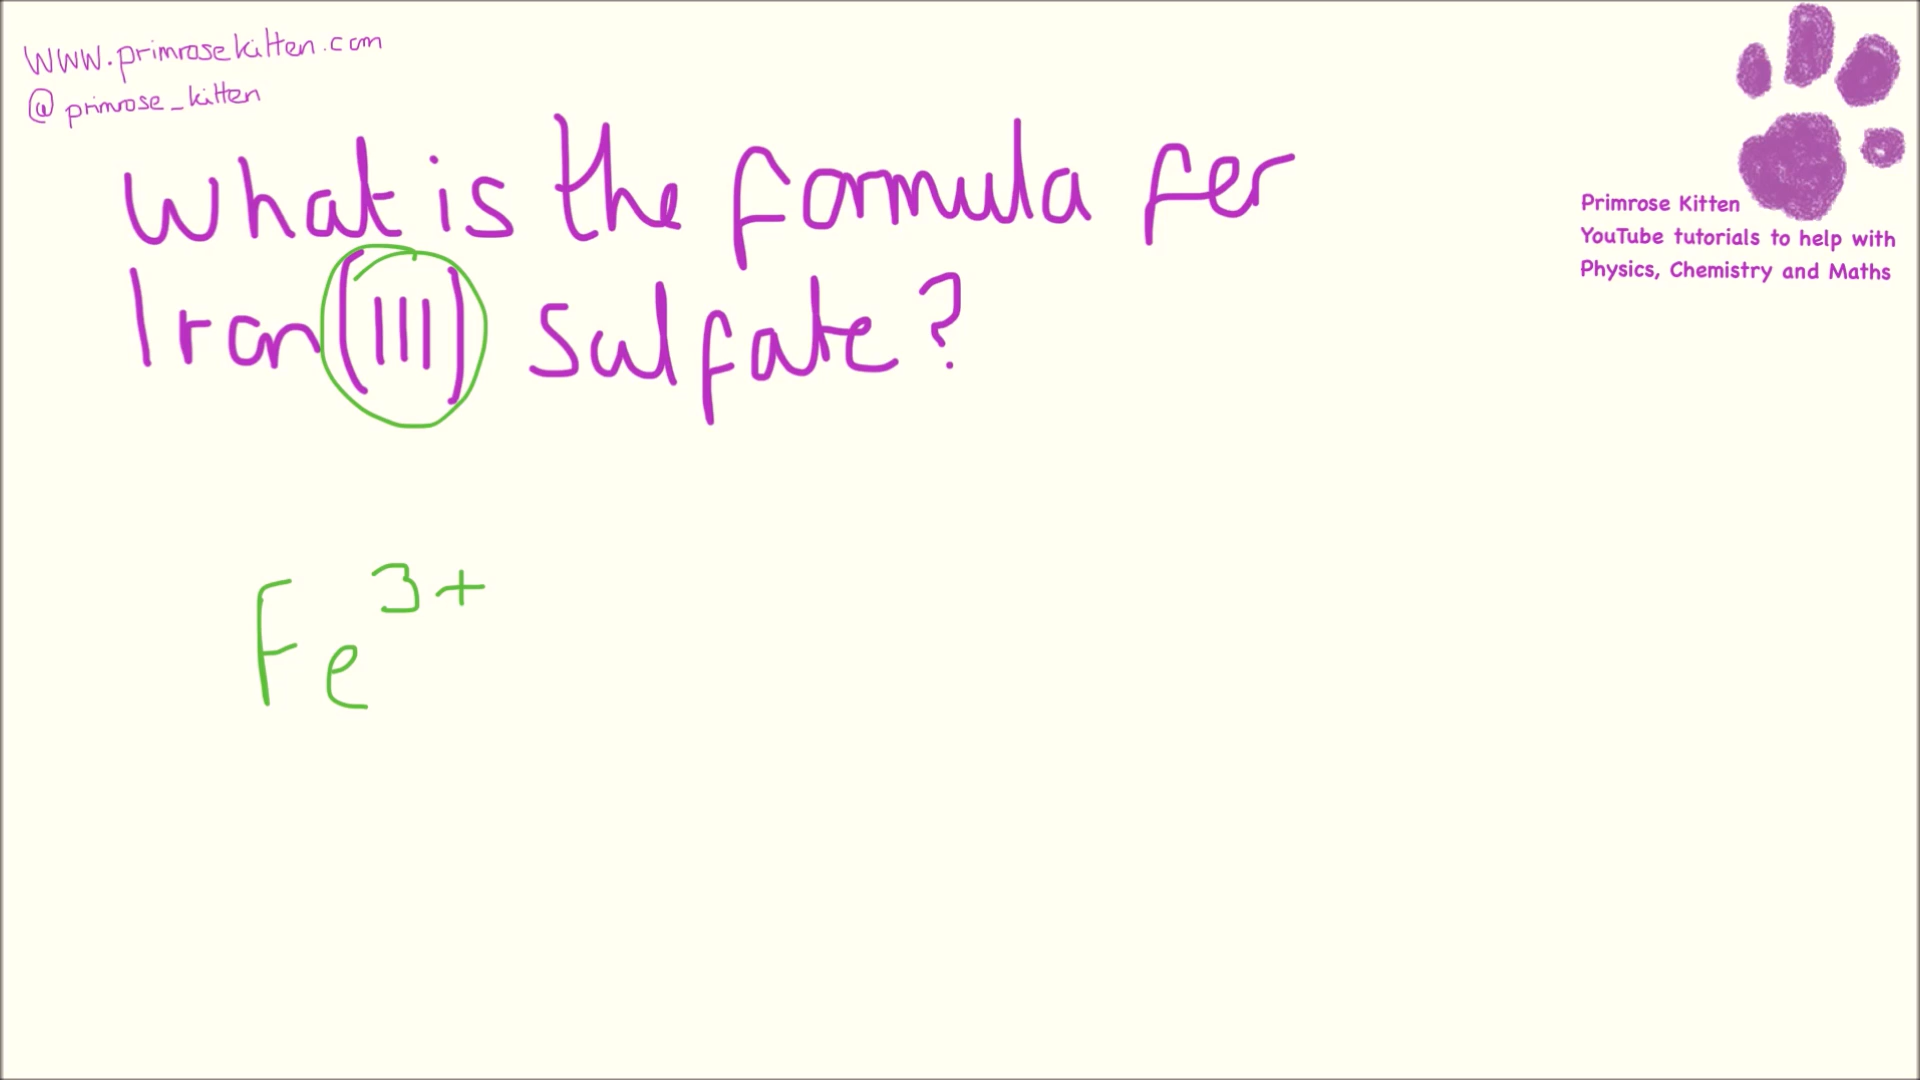 www.primrosekitten.com
@primrose_kitten
What is the formula for
Iron (III) sulfate?
Primrose Kitten
YouTube tutorials to help with
Physics, Chemistry and Maths
Fe³⁺